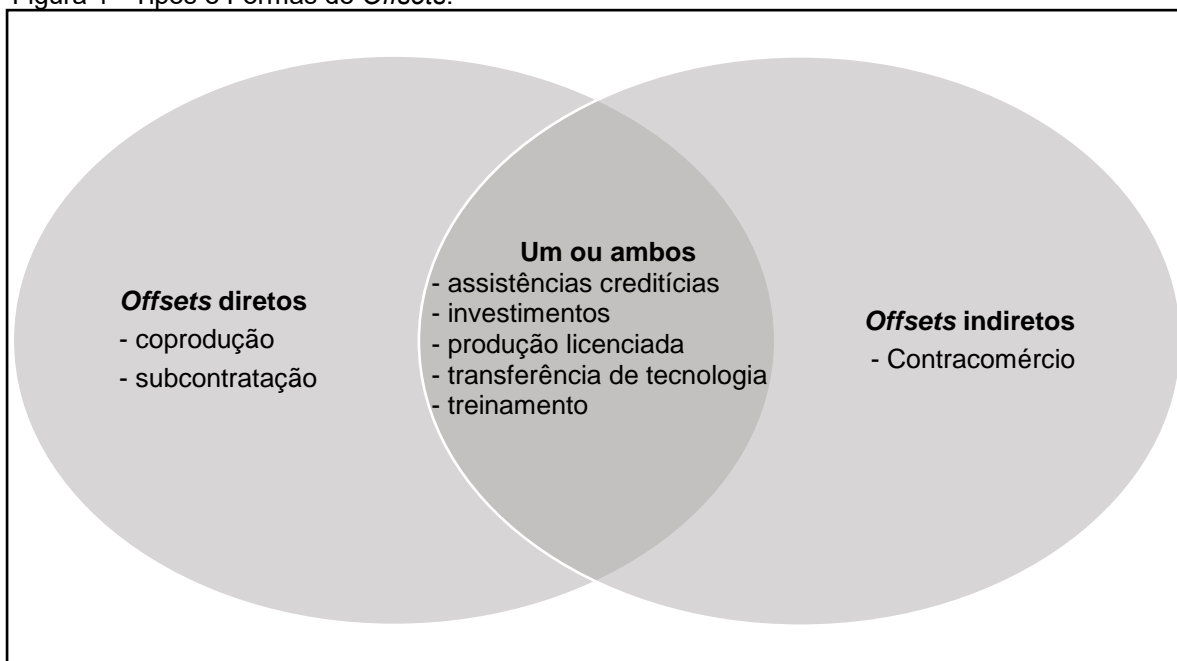 Figura 1 - Tipos e Formas de Offsets.
Offsets diretos
- coprodução
- subcontratação
Um ou ambos
- assistências creditícias
- investimentos
- produção licenciada
- transferência de tecnologia
- treinamento
Offsets indiretos
- Contracomércio